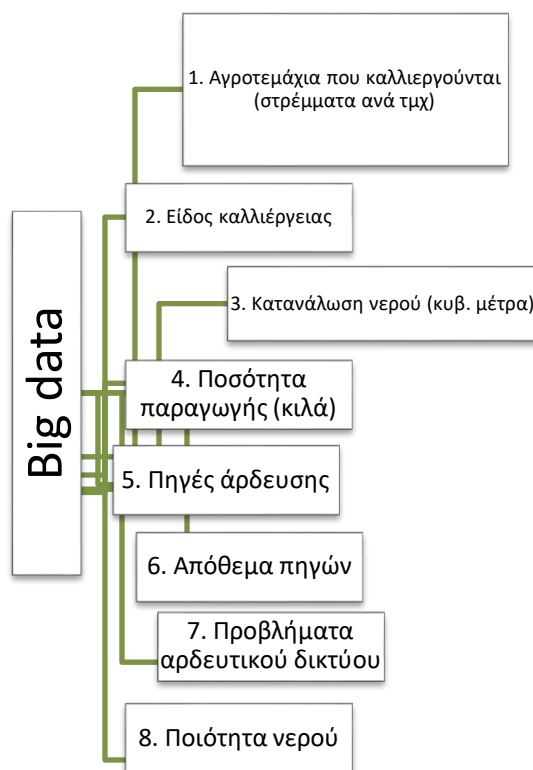 Big data
1. Αγροτεμάχια που καλλιεργούνται
(στρέμματα ανά τμχ)
2. Είδος καλλιέργειας
3. Κατανάλωση νερού (κυβ. μέτρα)
4. Ποσότητα
παραγωγής (κιλά)
5. Πηγές άρδευσης
6. Απόθεμα πηγών
7. Προβλήματα
αρδευτικού δικτύου
8. Ποιότητα νερού